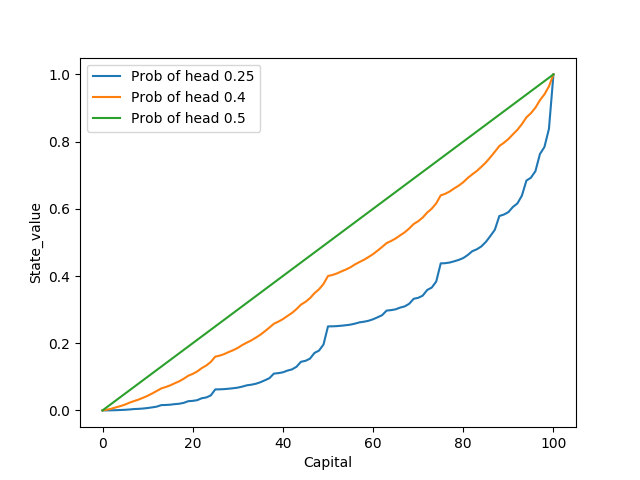 Prob of head 0.25
Prob of head 0.4
Prob of head 0.5
1.0
0.8
0.6
0.4
0.2
0.0
State_value
0 20 40 60 80 100
Capital